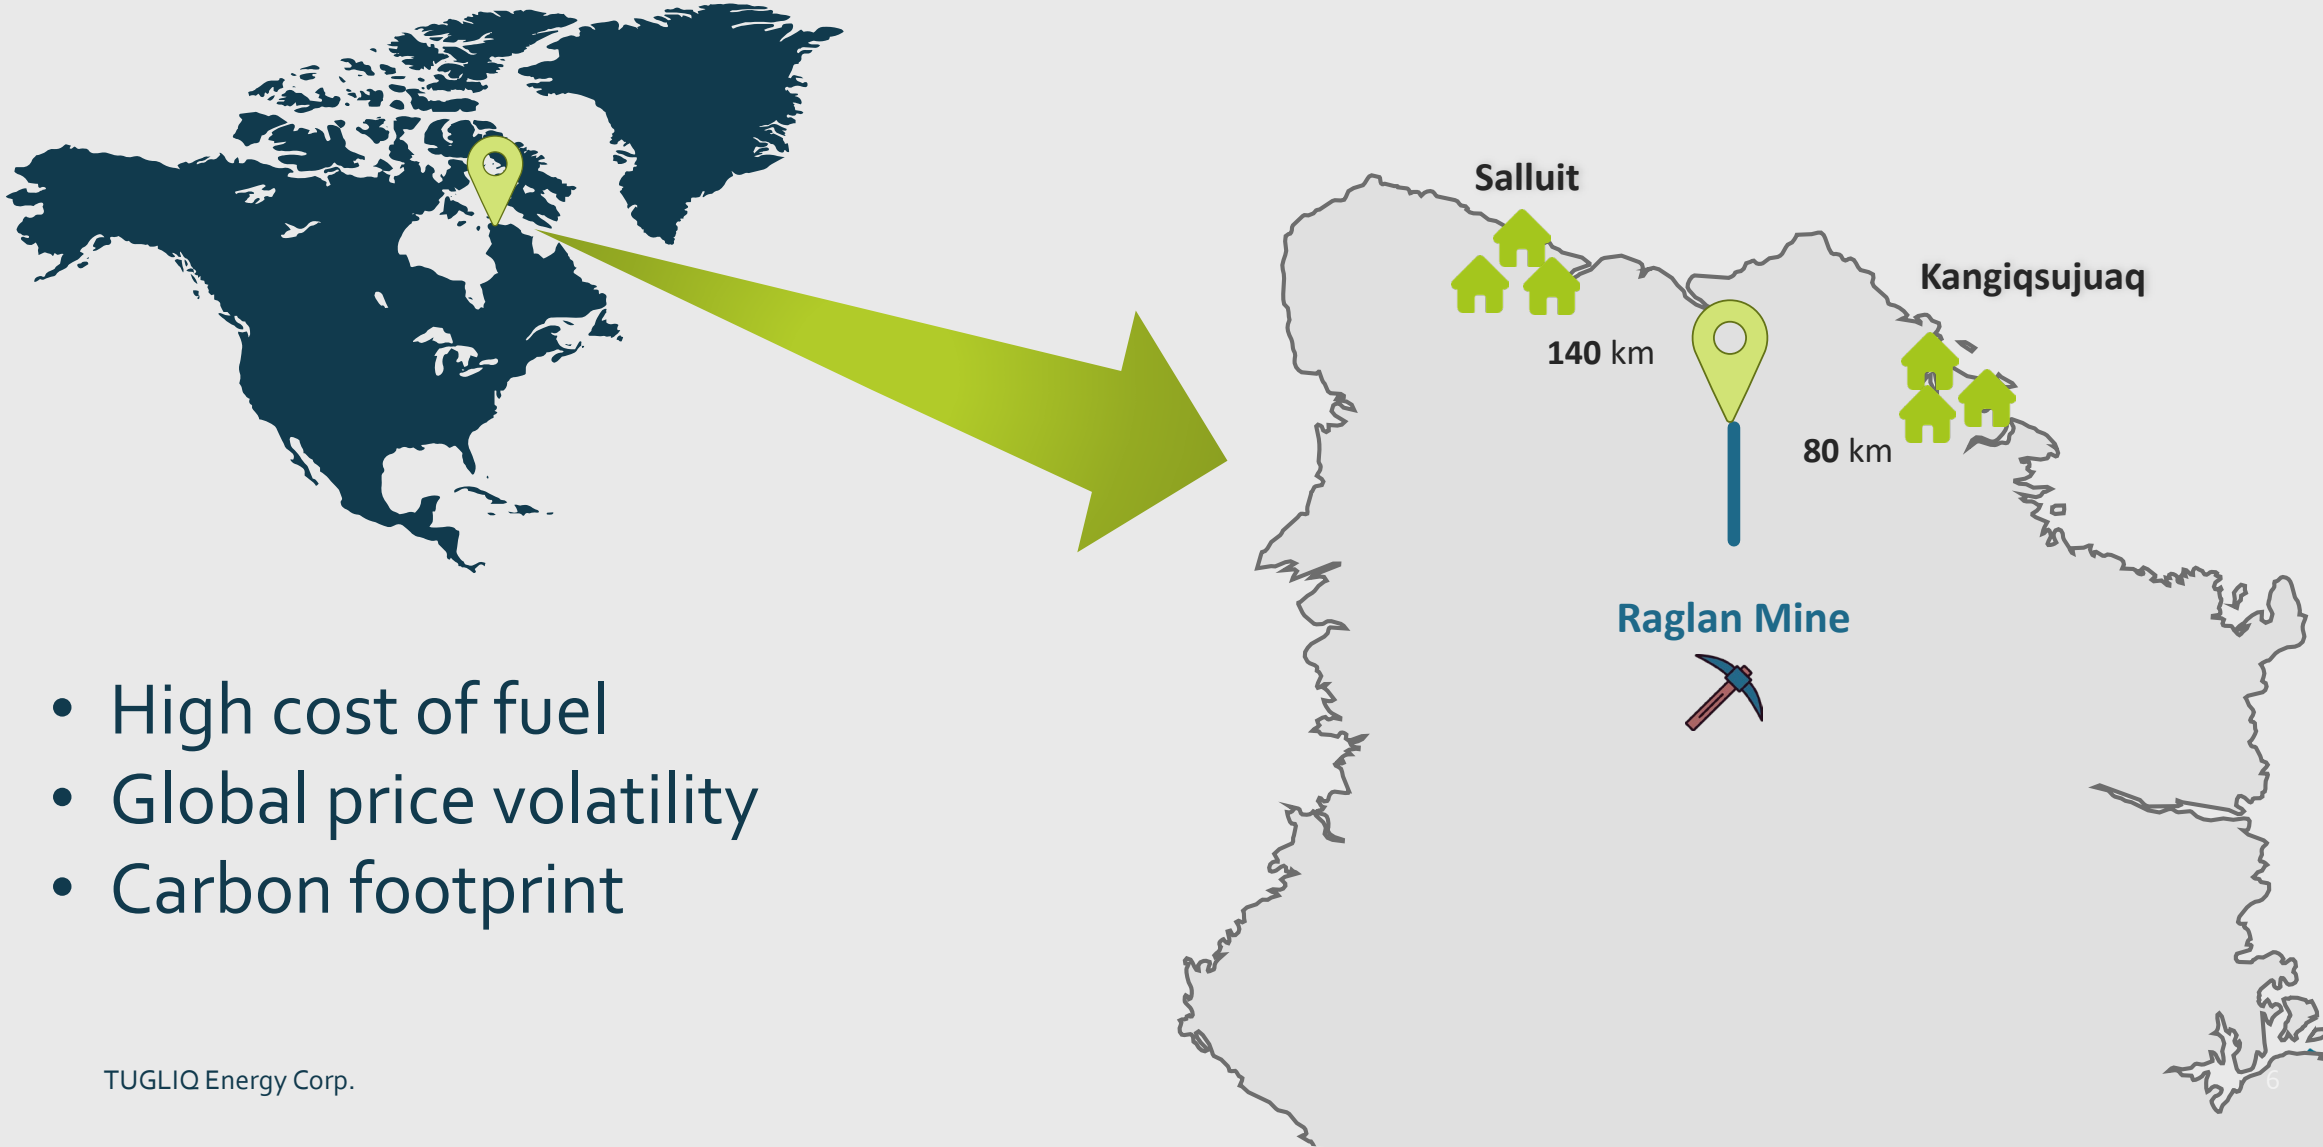 Salluit
Kangiqsujuaq
140 km
80 km
Raglan Mine
• High cost of fuel
• Global price volatility
• Carbon footprint
TUGLIQ Energy Corp.
6